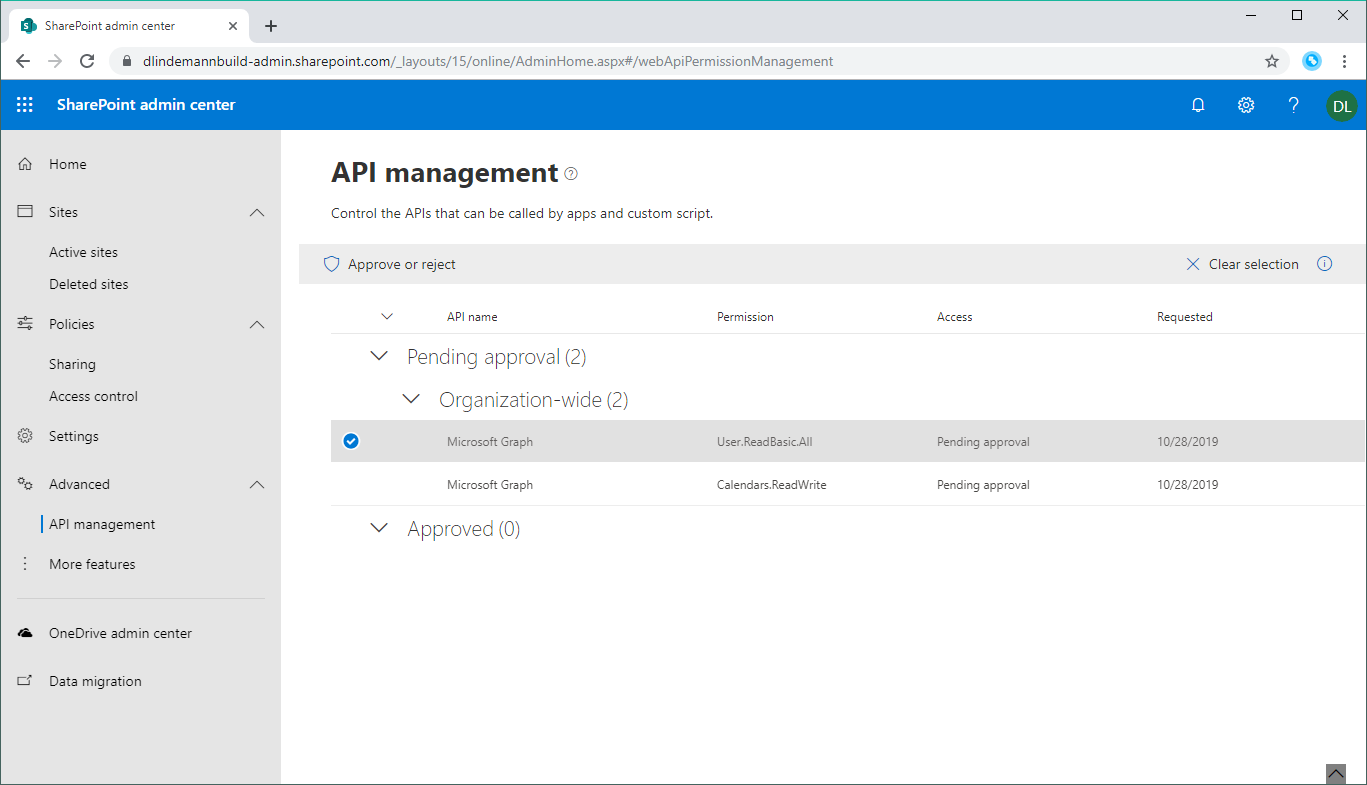 SharePoint admin center
dlindemannbuild-admin.sharepoint.com/_layouts/15/online/AdminHome.aspx#/webApiPermissionManagement
SharePoint admin center
DL
Home
Sites
Active sites
Deleted sites
Policies
Sharing
Access control
Settings
Advanced
API management
More features
OneDrive admin center
Data migration
API management
Control the APIs that can be called by apps and custom script.
Approve or reject Clear selection
API name Permission Access Requested
Pending approval (2)
Organization-wide (2)
Microsoft Graph User.ReadBasic.All Pending approval 10/28/2019
Microsoft Graph Calendars.ReadWrite Pending approval 10/28/2019
Approved (0)